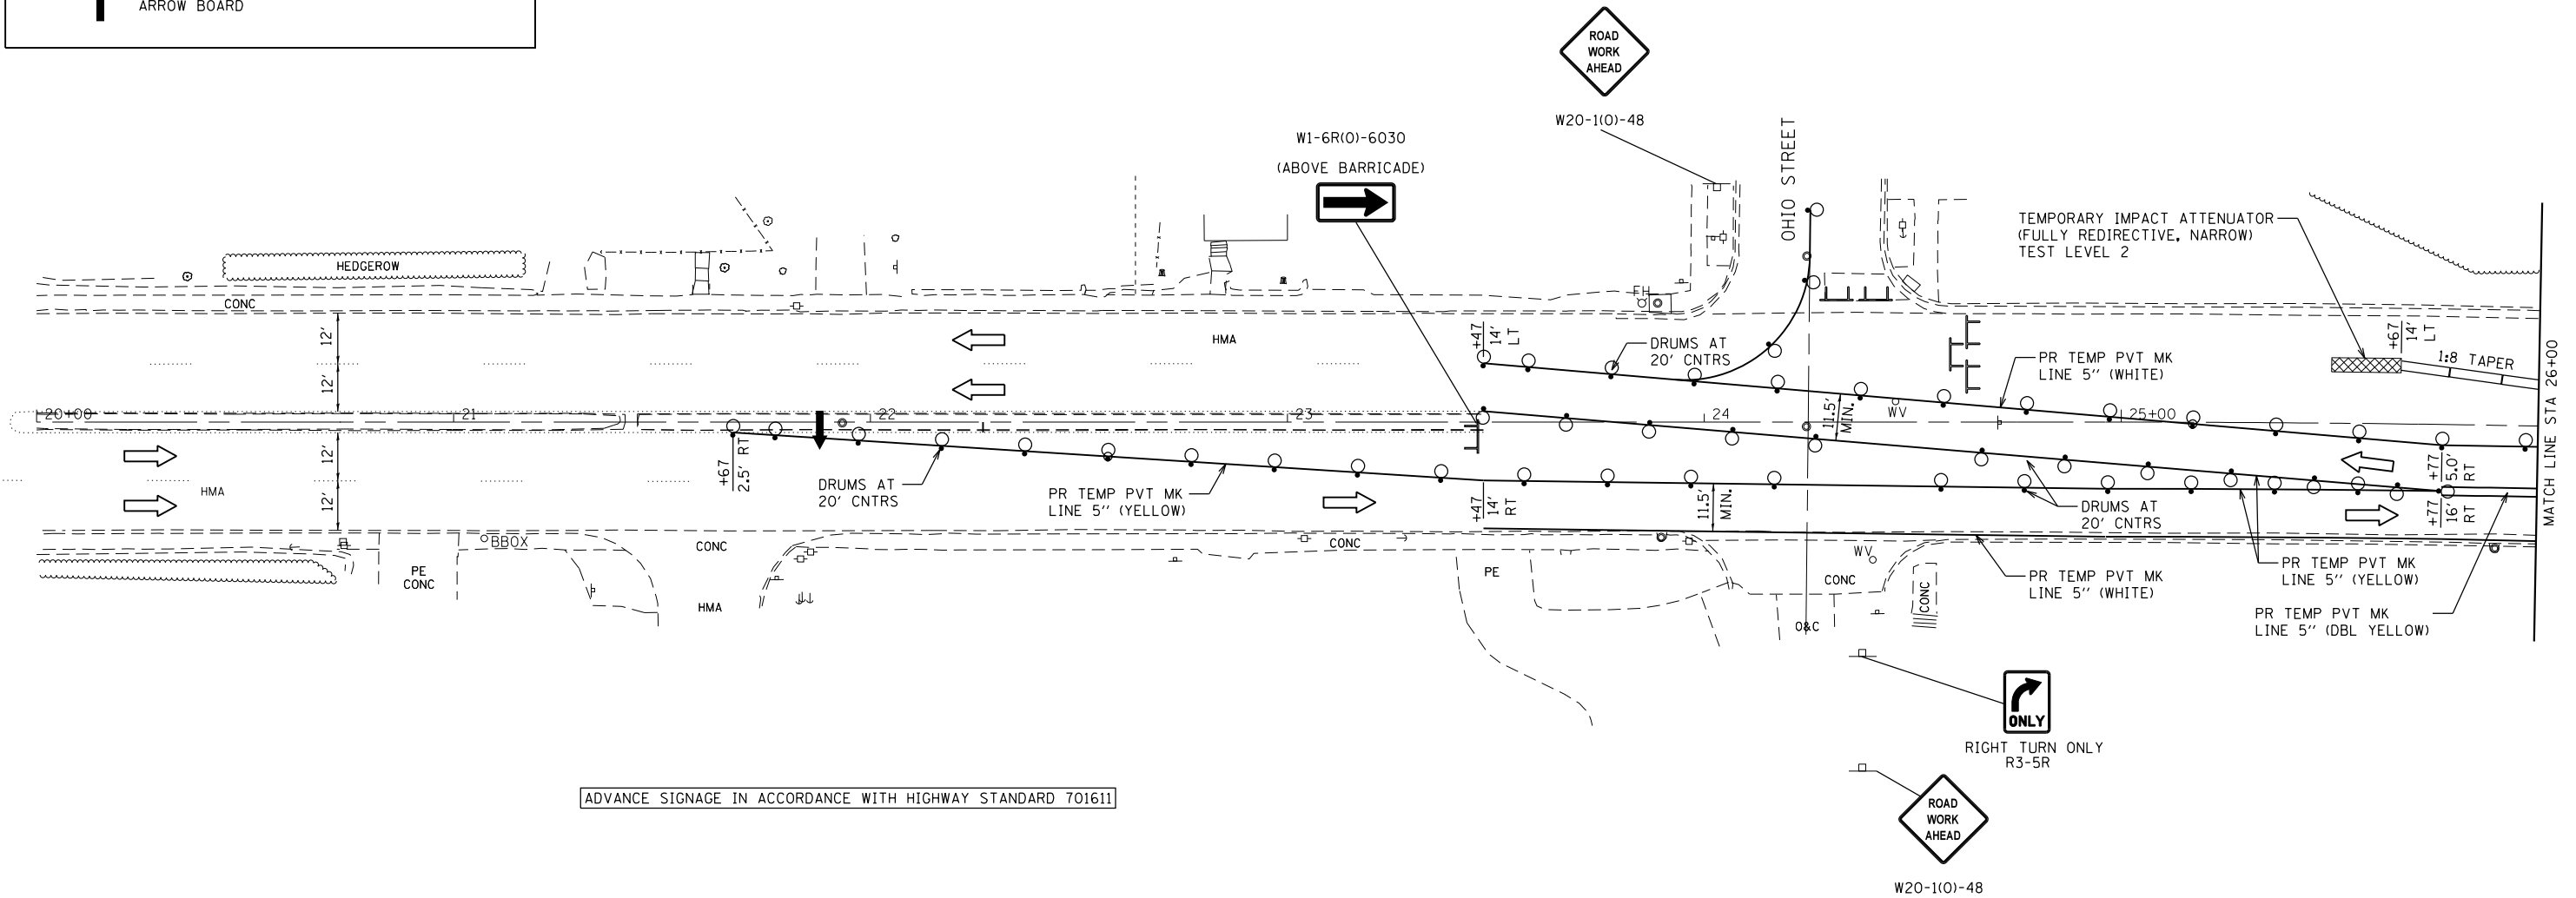 ARROW BOARD
ROAD
WORK
AHEAD
W20-1(O)-48
W1-6R(O)-6030
(ABOVE BARRICADE)
OHIO STREET
TEMPORARY IMPACT ATTENUATOR
(FULLY REDIRECTIVE, NARROW)
TEST LEVEL 2
HEDGEROW
CONC
FH
12'
12'
HMA
+47
14'
LT
DRUMS AT
20' CNTRS
PR TEMP PVT MK
LINE 5'' (WHITE)
+67
14'
LT
1:8 TAPER
MATCH LINE STA 26+00
20+00
21
22
23
24
25+00
WV
11.5'
MIN.
12'
12'
HMA
+67
2.5' RT
DRUMS AT
20' CNTRS
PR TEMP PVT MK
LINE 5'' (YELLOW)
+47
14'
RT
11.5'
MIN.
DRUMS AT
20' CNTRS
+77
5.0'
RT
+77
16'
RT
BBOX
CONC
CONC
PE
CONC
HMA
PE
WV
CONC
CONC
PR TEMP PVT MK
LINE 5'' (WHITE)
PR TEMP PVT MK
LINE 5'' (YELLOW)
PR TEMP PVT MK
LINE 5'' (DBL YELLOW)
O&C
ONLY
RIGHT TURN ONLY
R3-5R
ADVANCE SIGNAGE IN ACCORDANCE WITH HIGHWAY STANDARD 701611
ROAD
WORK
AHEAD
W20-1(O)-48